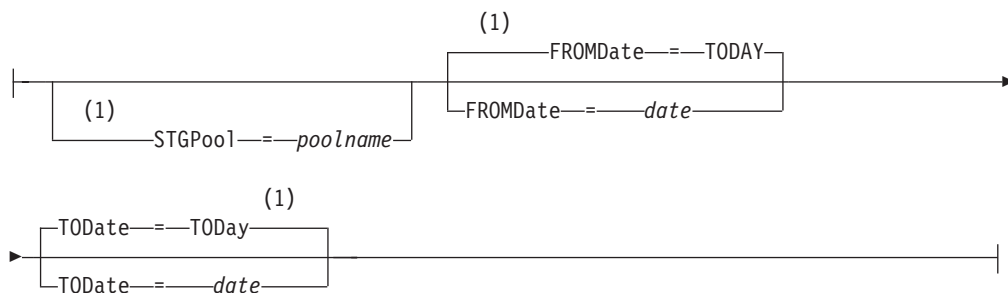 (1)
FROMDate = TODAY
(1)
FROMDate = date
STGPool = poolname
(1)
TODate = TODay
TODate = date